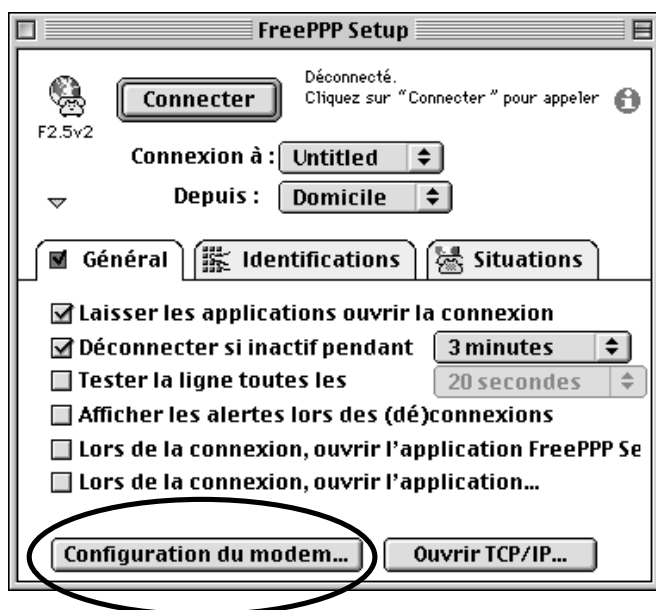 FreePPP Setup
Déconnecté.
Connecter
Cliquez sur "Connecter" pour appeler
F2.5v2
Connexion à : Untitled
Depuis : Domicile
Général Identifications Situations
Laisser les applications ouvrir la connexion
Déconnecter si inactif pendant 3 minutes
Tester la ligne toutes les 20 secondes
Afficher les alertes lors des (dé)connexions
Lors de la connexion, ouvrir l'application FreePPP Se
Lors de la connexion, ouvrir l'application...
Configuration du modem... Ouvrir TCP/IP...